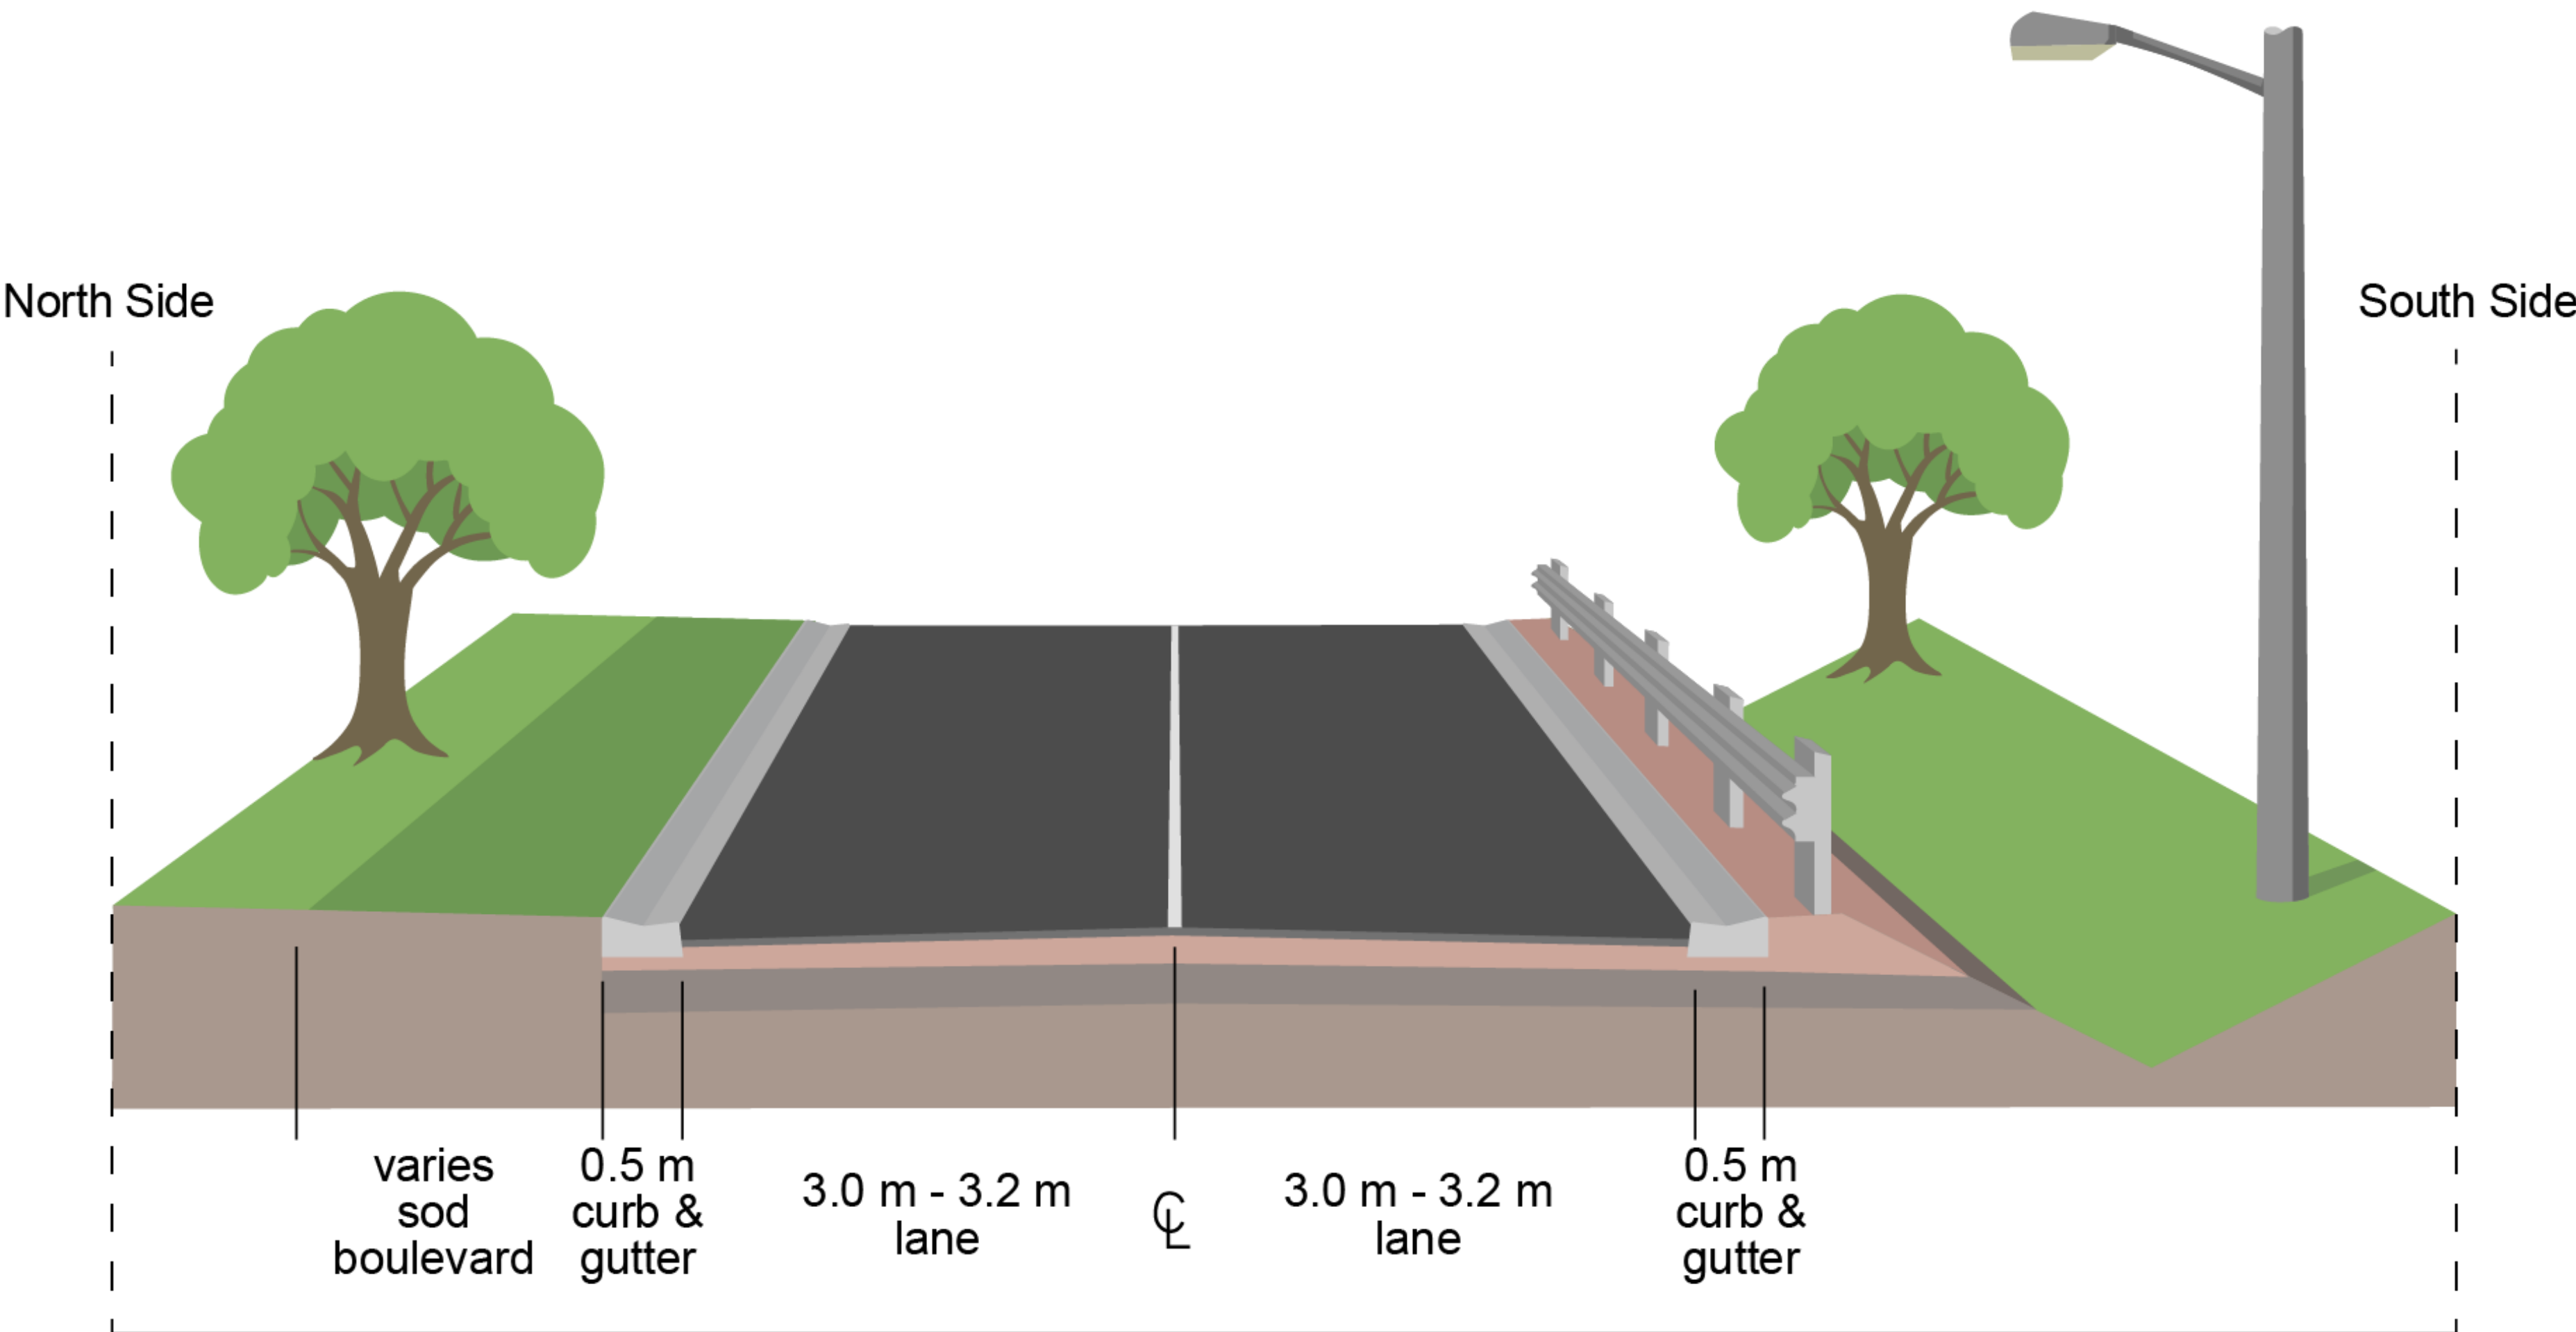 North Side
South Side
varies
sod
boulevard
0.5 m
curb &
gutter
3.0 m - 3.2 m
lane
℄
3.0 m - 3.2 m
lane
0.5 m
curb &
gutter